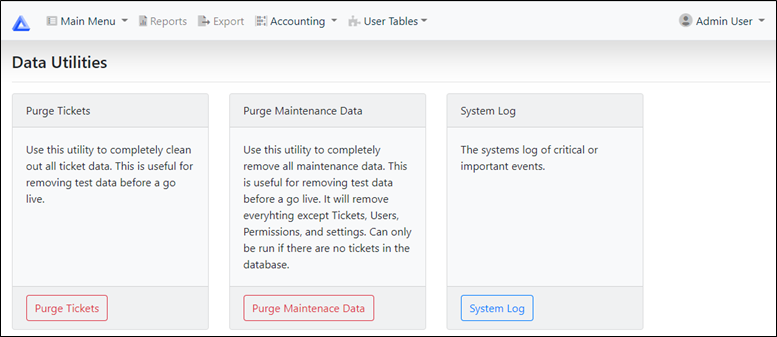 Main Menu Reports Export Accounting User Tables Admin User
Data Utilities
Purge Tickets
Use this utility to completely clean
out all ticket data. This is useful for
removing test data before a go
live.
Purge Tickets
Purge Maintenance Data
Use this utility to completely
remove all maintenance data. This
is useful for removing test data
before a go live. It will remove
everyhting except Tickets, Users,
Permissions, and settings. Can only
be run if there are no tickets in the
database.
Purge Maintenace Data
System Log
The systems log of critical or
important events.
System Log